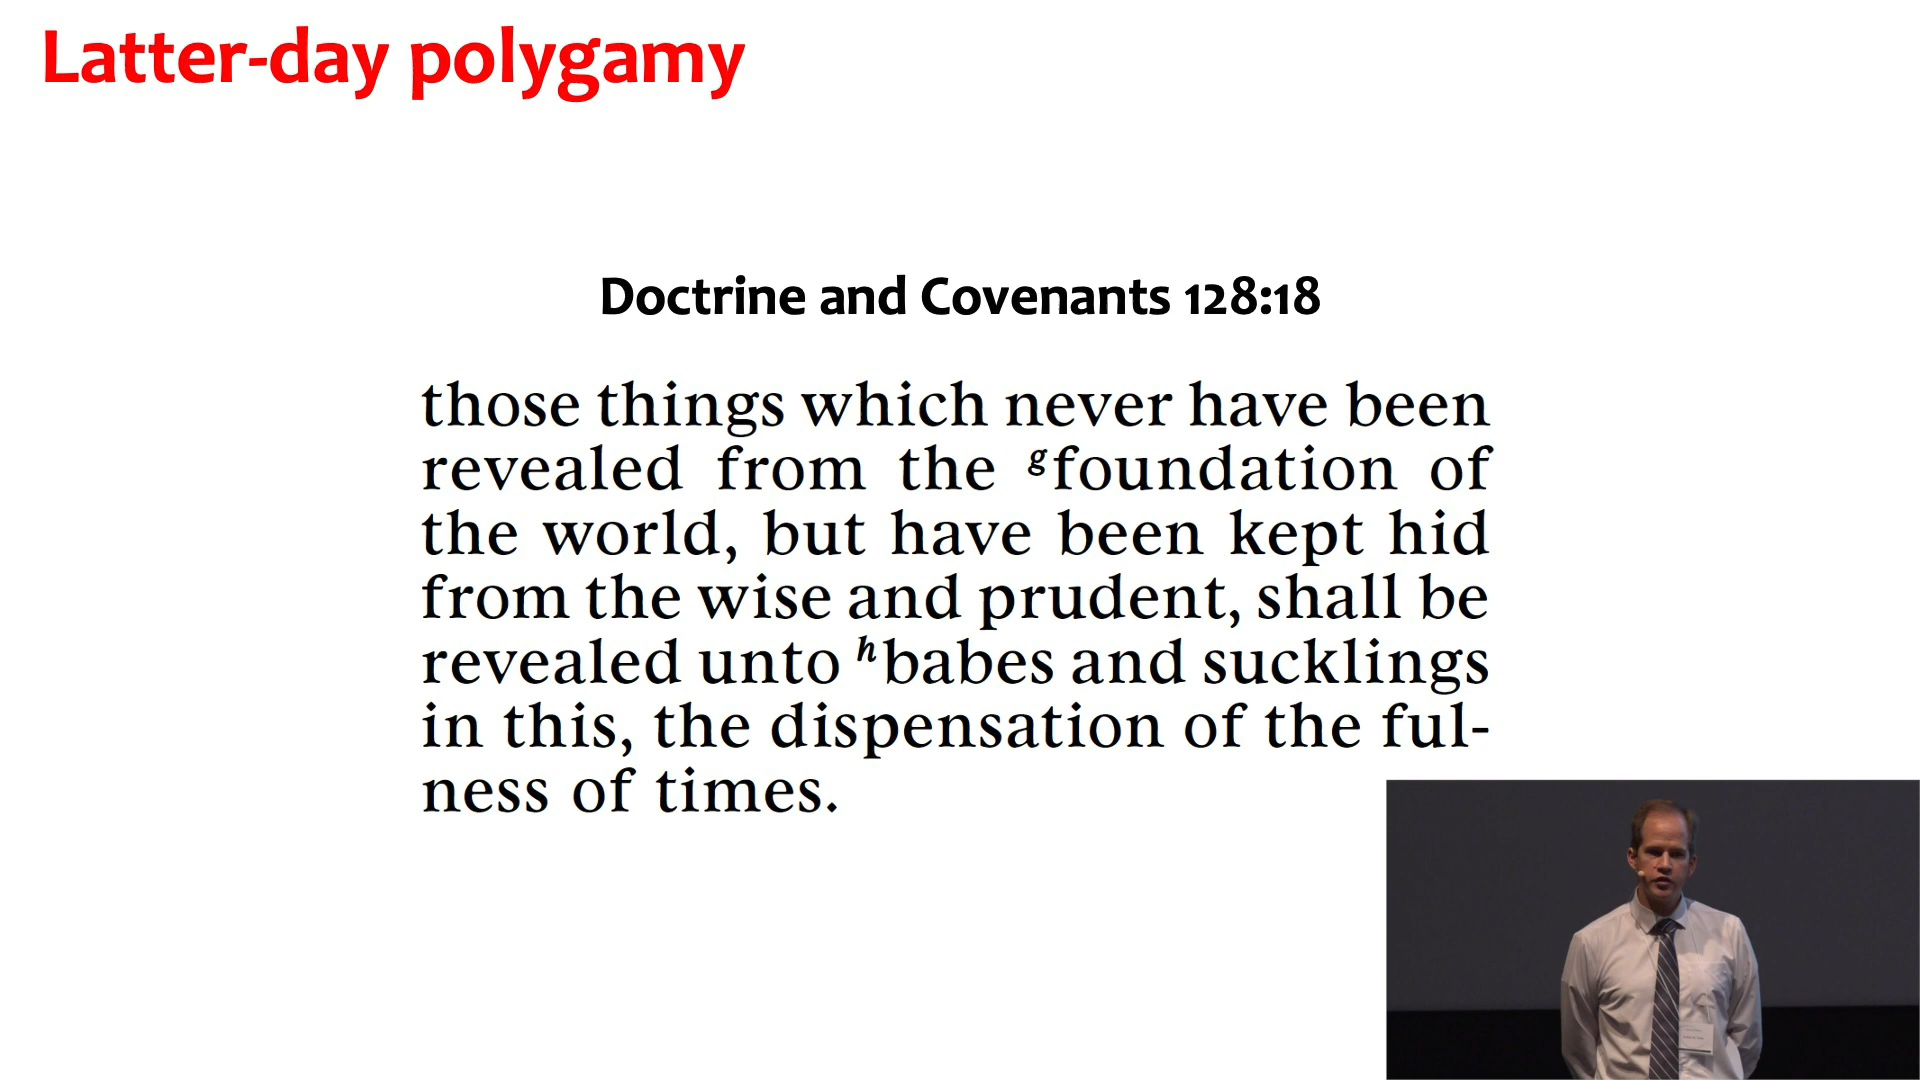 Latter-day polygamy
Doctrine and Covenants 128:18
those things which never have been
revealed from the g foundation of
the world, but have been kept hid
from the wise and prudent, shall be
revealed unto h babes and sucklings
in this, the dispensation of the ful-
ness of times.